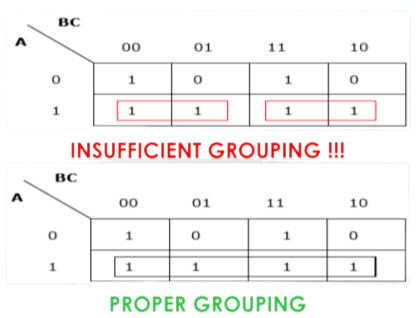 BC
A
00 01 11 10
0 1 0 1 0
1 1 1 1 1
INSUFFICIENT GROUPING !!!
BC
A
00 01 11 10
0 1 0 1 0
1 1 1 1 1
PROPER GROUPING